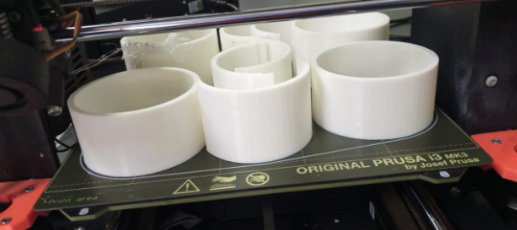 ORIGINAL PRUSA i3 MK3
by Josef Prusa